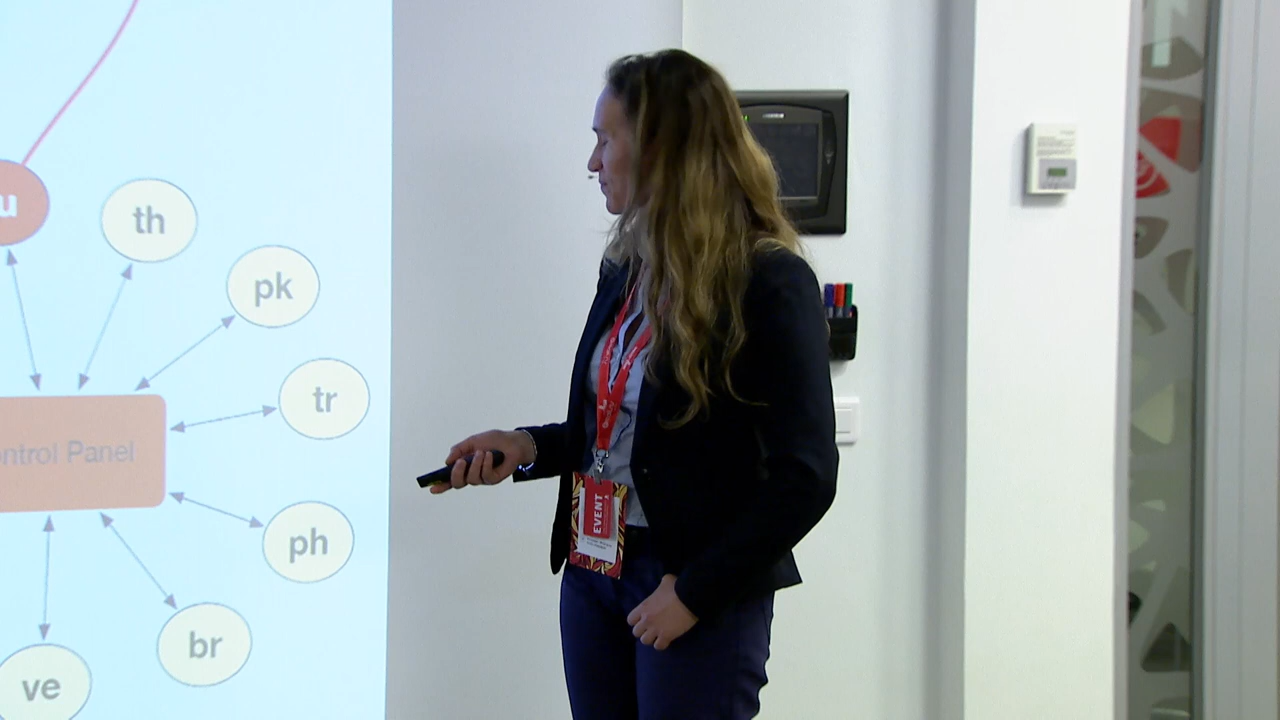 u
th
pk
tr
ontrol Panel
ph
br
ve
EVENT